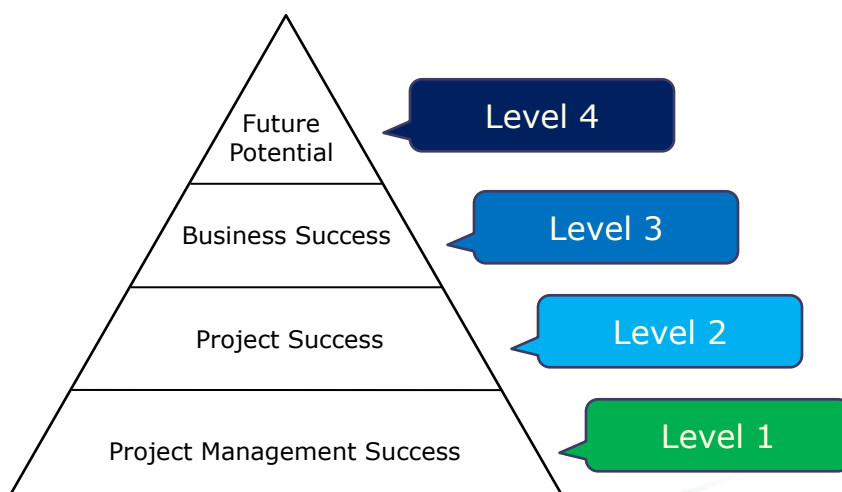 Future
Potential
Level 4
Business Success
Level 3
Project Success
Level 2
Project Management Success
Level 1